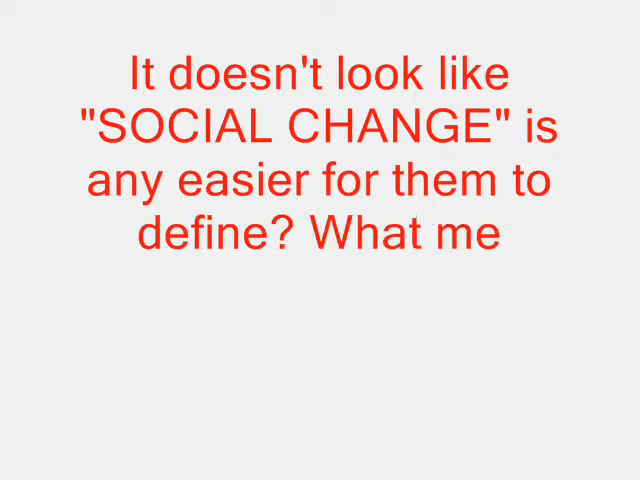 It doesn't look like
"SOCIAL CHANGE" is
any easier for them to
define? What me